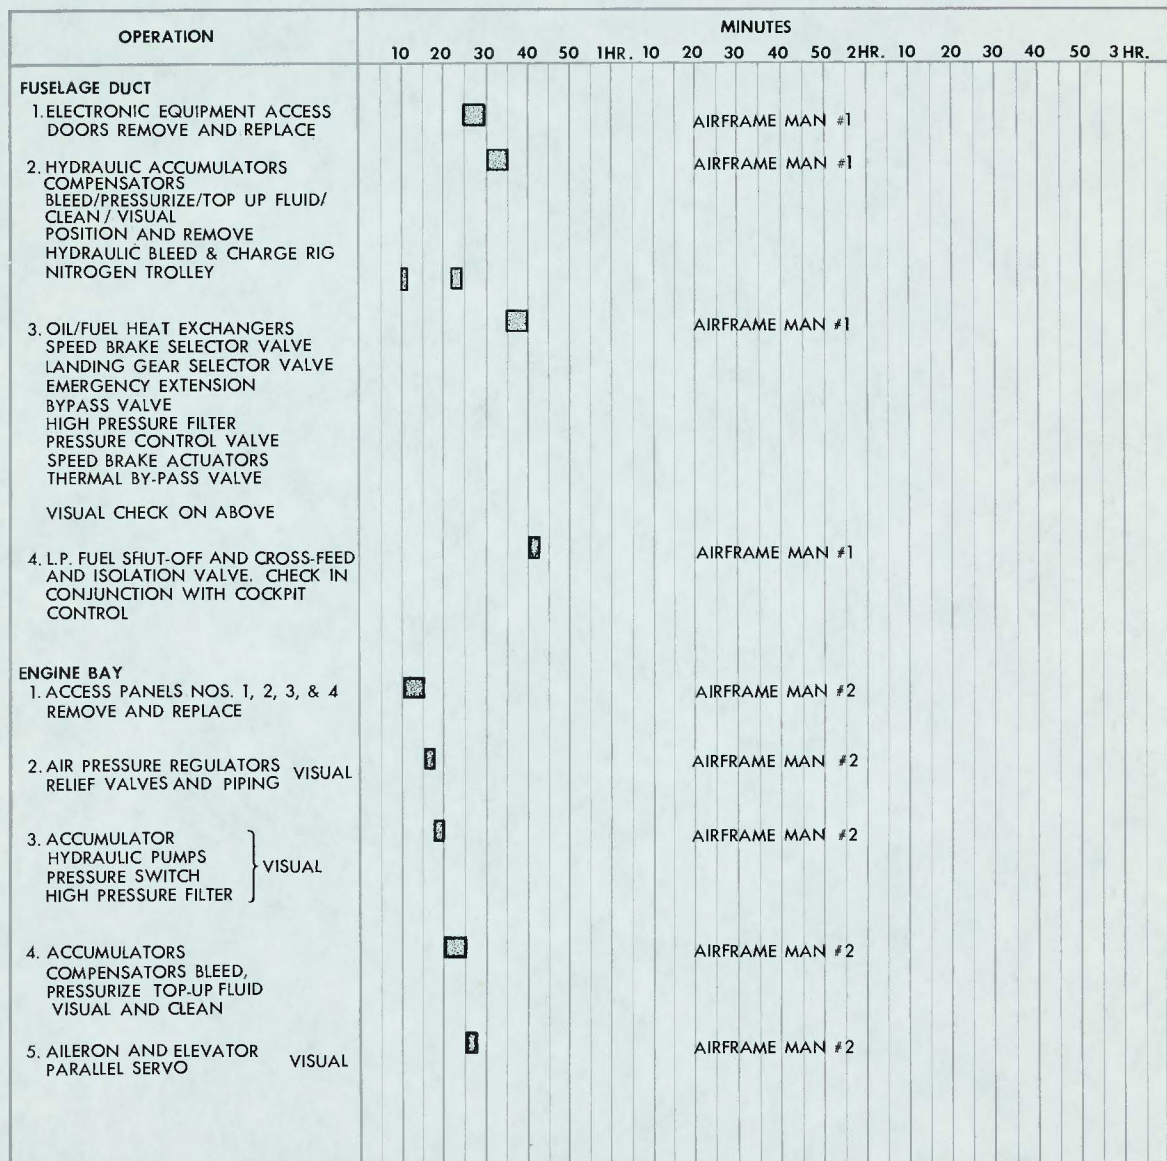 OPERATION
MINUTES
10 20 30 40 50 1HR. 10 20 30 40 50 2HR. 10 20 30 40 50 3 HR.
FUSELAGE DUCT
1. ELECTRONIC EQUIPMENT ACCESS
DOORS REMOVE AND REPLACE
AIRFRAME MAN #1
2. HYDRAULIC ACCUMULATORS
COMPENSATORS
BLEED/PRESSURIZE/TOP UP FLUID/
CLEAN / VISUAL
POSITION AND REMOVE
HYDRAULIC BLEED & CHARGE RIG
NITROGEN TROLLEY
AIRFRAME MAN #1
3. OIL/FUEL HEAT EXCHANGERS
SPEED BRAKE SELECTOR VALVE
LANDING GEAR SELECTOR VALVE
EMERGENCY EXTENSION
BYPASS VALVE
HIGH PRESSURE FILTER
PRESSURE CONTROL VALVE
SPEED BRAKE ACTUATORS
THERMAL BY-PASS VALVE
VISUAL CHECK ON ABOVE
AIRFRAME MAN #1
4. L.P. FUEL SHUT-OFF AND CROSS-FEED
AND ISOLATION VALVE. CHECK IN
CONJUNCTION WITH COCKPIT
CONTROL
AIRFRAME MAN #1
ENGINE BAY
1. ACCESS PANELS NOS. 1, 2, 3, & 4
REMOVE AND REPLACE
AIRFRAME MAN #2
2. AIR PRESSURE REGULATORS
RELIEF VALVES AND PIPING
VISUAL
AIRFRAME MAN #2
3. ACCUMULATOR
HYDRAULIC PUMPS
PRESSURE SWITCH
HIGH PRESSURE FILTER
VISUAL
AIRFRAME MAN #2
4. ACCUMULATORS
COMPENSATORS BLEED,
PRESSURIZE TOP-UP FLUID
VISUAL AND CLEAN
AIRFRAME MAN #2
5. AILERON AND ELEVATOR
PARALLEL SERVO
VISUAL
AIRFRAME MAN #2